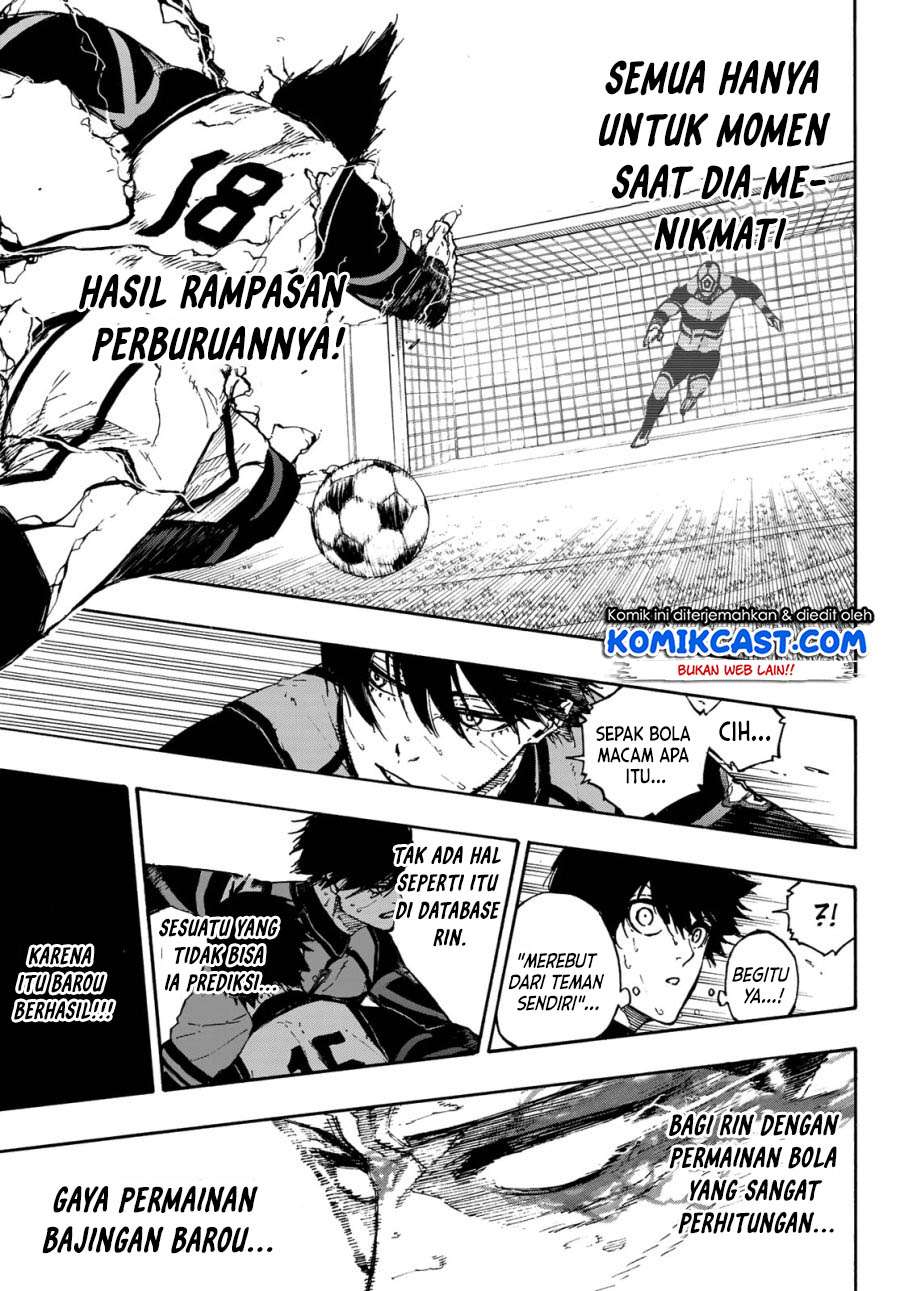 SEMUA HANYA
UNTUK MOMEN
SAAT DIA ME-
NIKMATI
HASIL RAMPASAN
PERBURUANNYA!
18
Komik ini diterjemahkan & diedit oleh
KOMIKCAST.COM
BUKAN WEB LAIN!!
CIH...
SEPAK BOLA
MACAM APA
ITU...
?!
BEGITU
YA...!
"MEREBUT
DARI TEMAN
SENDIRI"...
TAK ADA HAL
SEPERTI ITU
DI DATABASE
RIN.
SESUATU YANG
TIDAK BISA
IA PREDIKSI...
15
KARENA
ITU BAROU
BERHASIL!!!
BAGI RIN DENGAN
PERMAINAN BOLA
YANG SANGAT
PERHITUNGAN...
GAYA PERMAINAN
BAJINGAN BAROU...